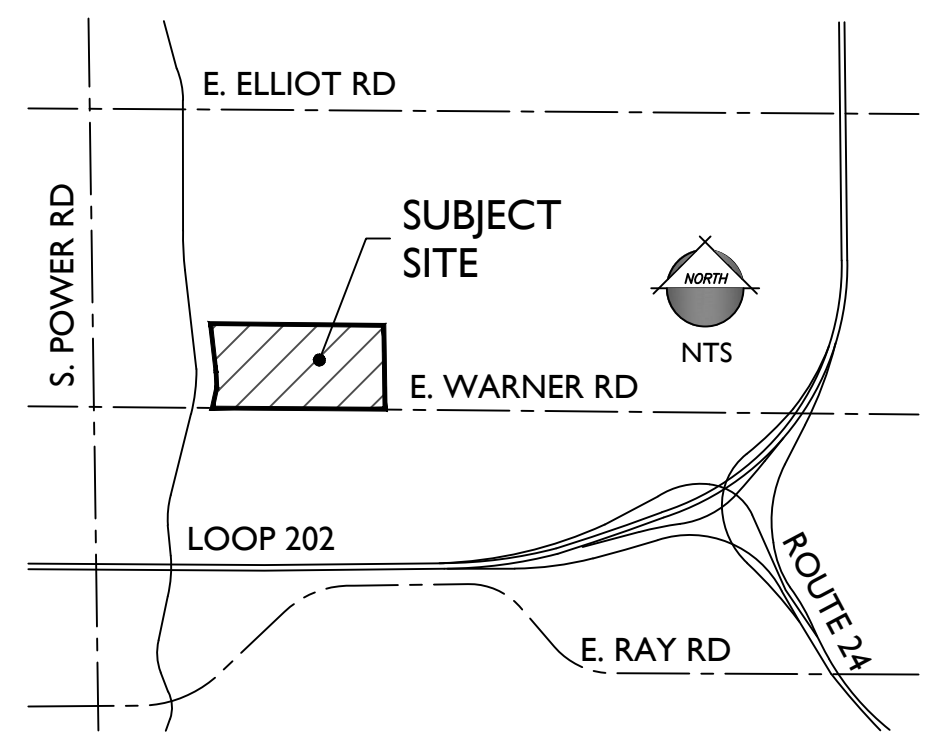 E. ELLIOT RD
S. POWER RD
SUBJECT
SITE
NORTH
NTS
E. WARNER RD
LOOP 202
ROUTE 24
E. RAY RD